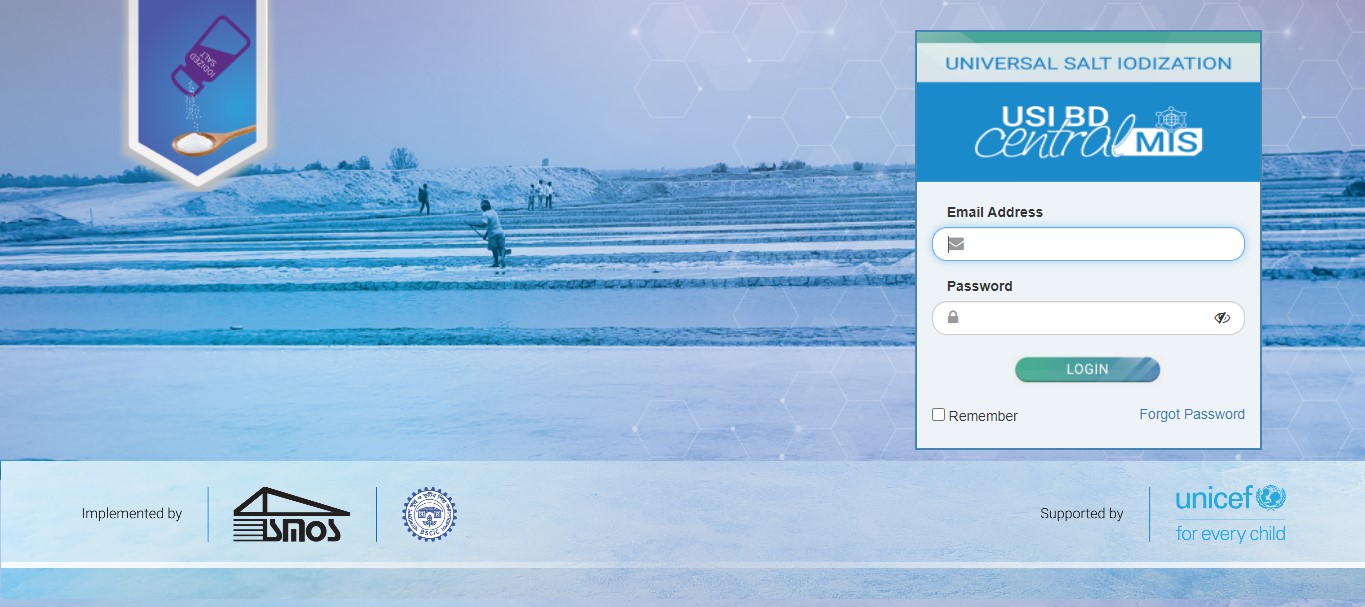 IODIZED
SALT
UNIVERSAL SALT IODIZATION
USI BD
central MIS
Email Address
Password
LOGIN
Remember
Forgot Password
Implemented by
ISMOS
BSCIC
Supported by
unicef
for every child